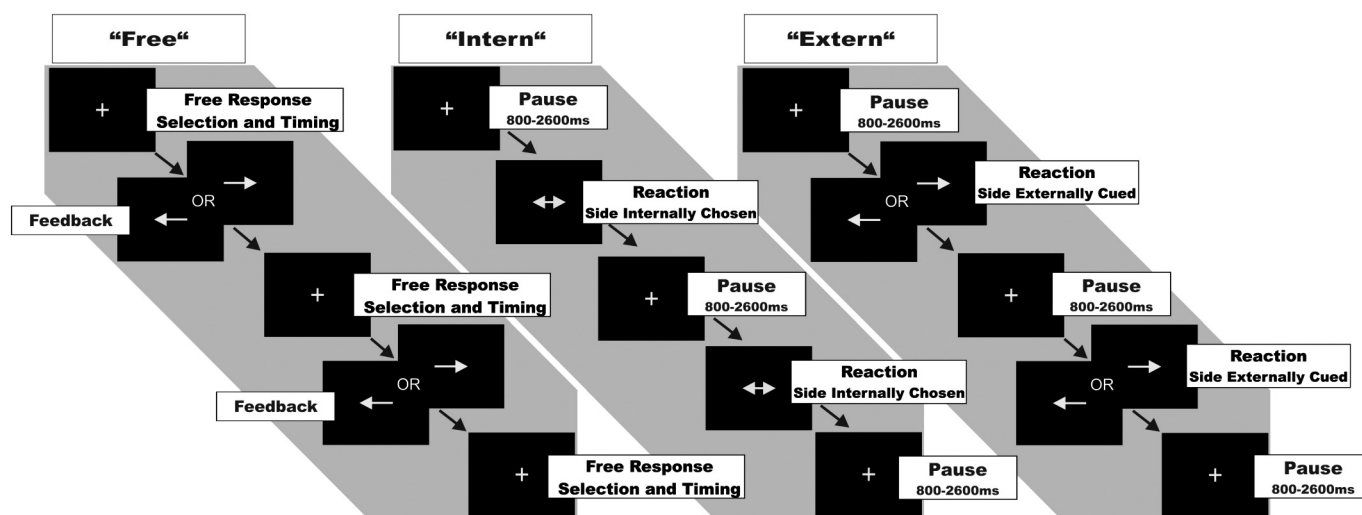 “Free“
Free Response
Selection and Timing
OR
Feedback
Free Response
Selection and Timing
OR
Feedback
Free Response
Selection and Timing
“Intern“
Pause
800-2600ms
Reaction
Side Internally Chosen
Pause
800-2600ms
Reaction
Side Internally Chosen
Pause
800-2600ms
“Extern“
Pause
800-2600ms
Reaction
Side Externally Cued
OR
Pause
800-2600ms
Reaction
Side Externally Cued
OR
Pause
800-2600ms